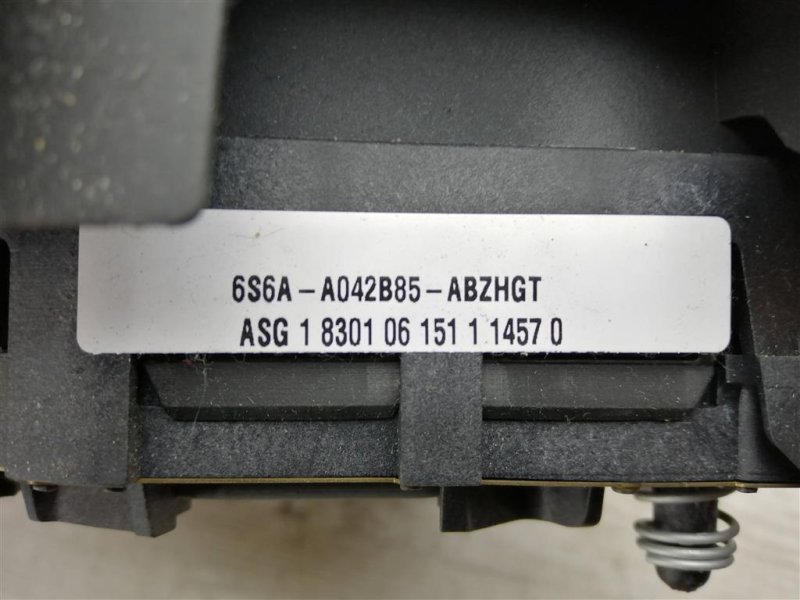 6S6A-A042B85-ABZHGT
ASG 1 8301 06 151 1 1457 0